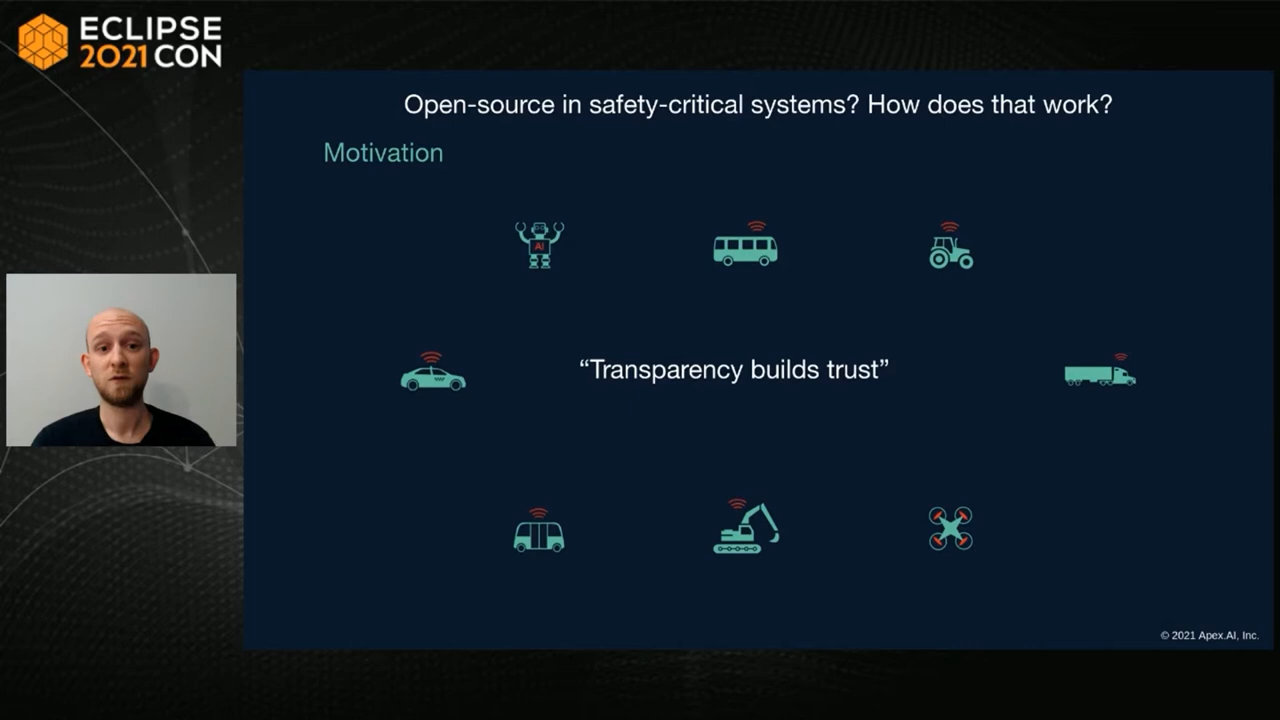 ECLIPSE
2021 CON
Open-source in safety-critical systems? How does that work?
Motivation
AI
“Transparency builds trust”
© 2021 Apex.AI, Inc.